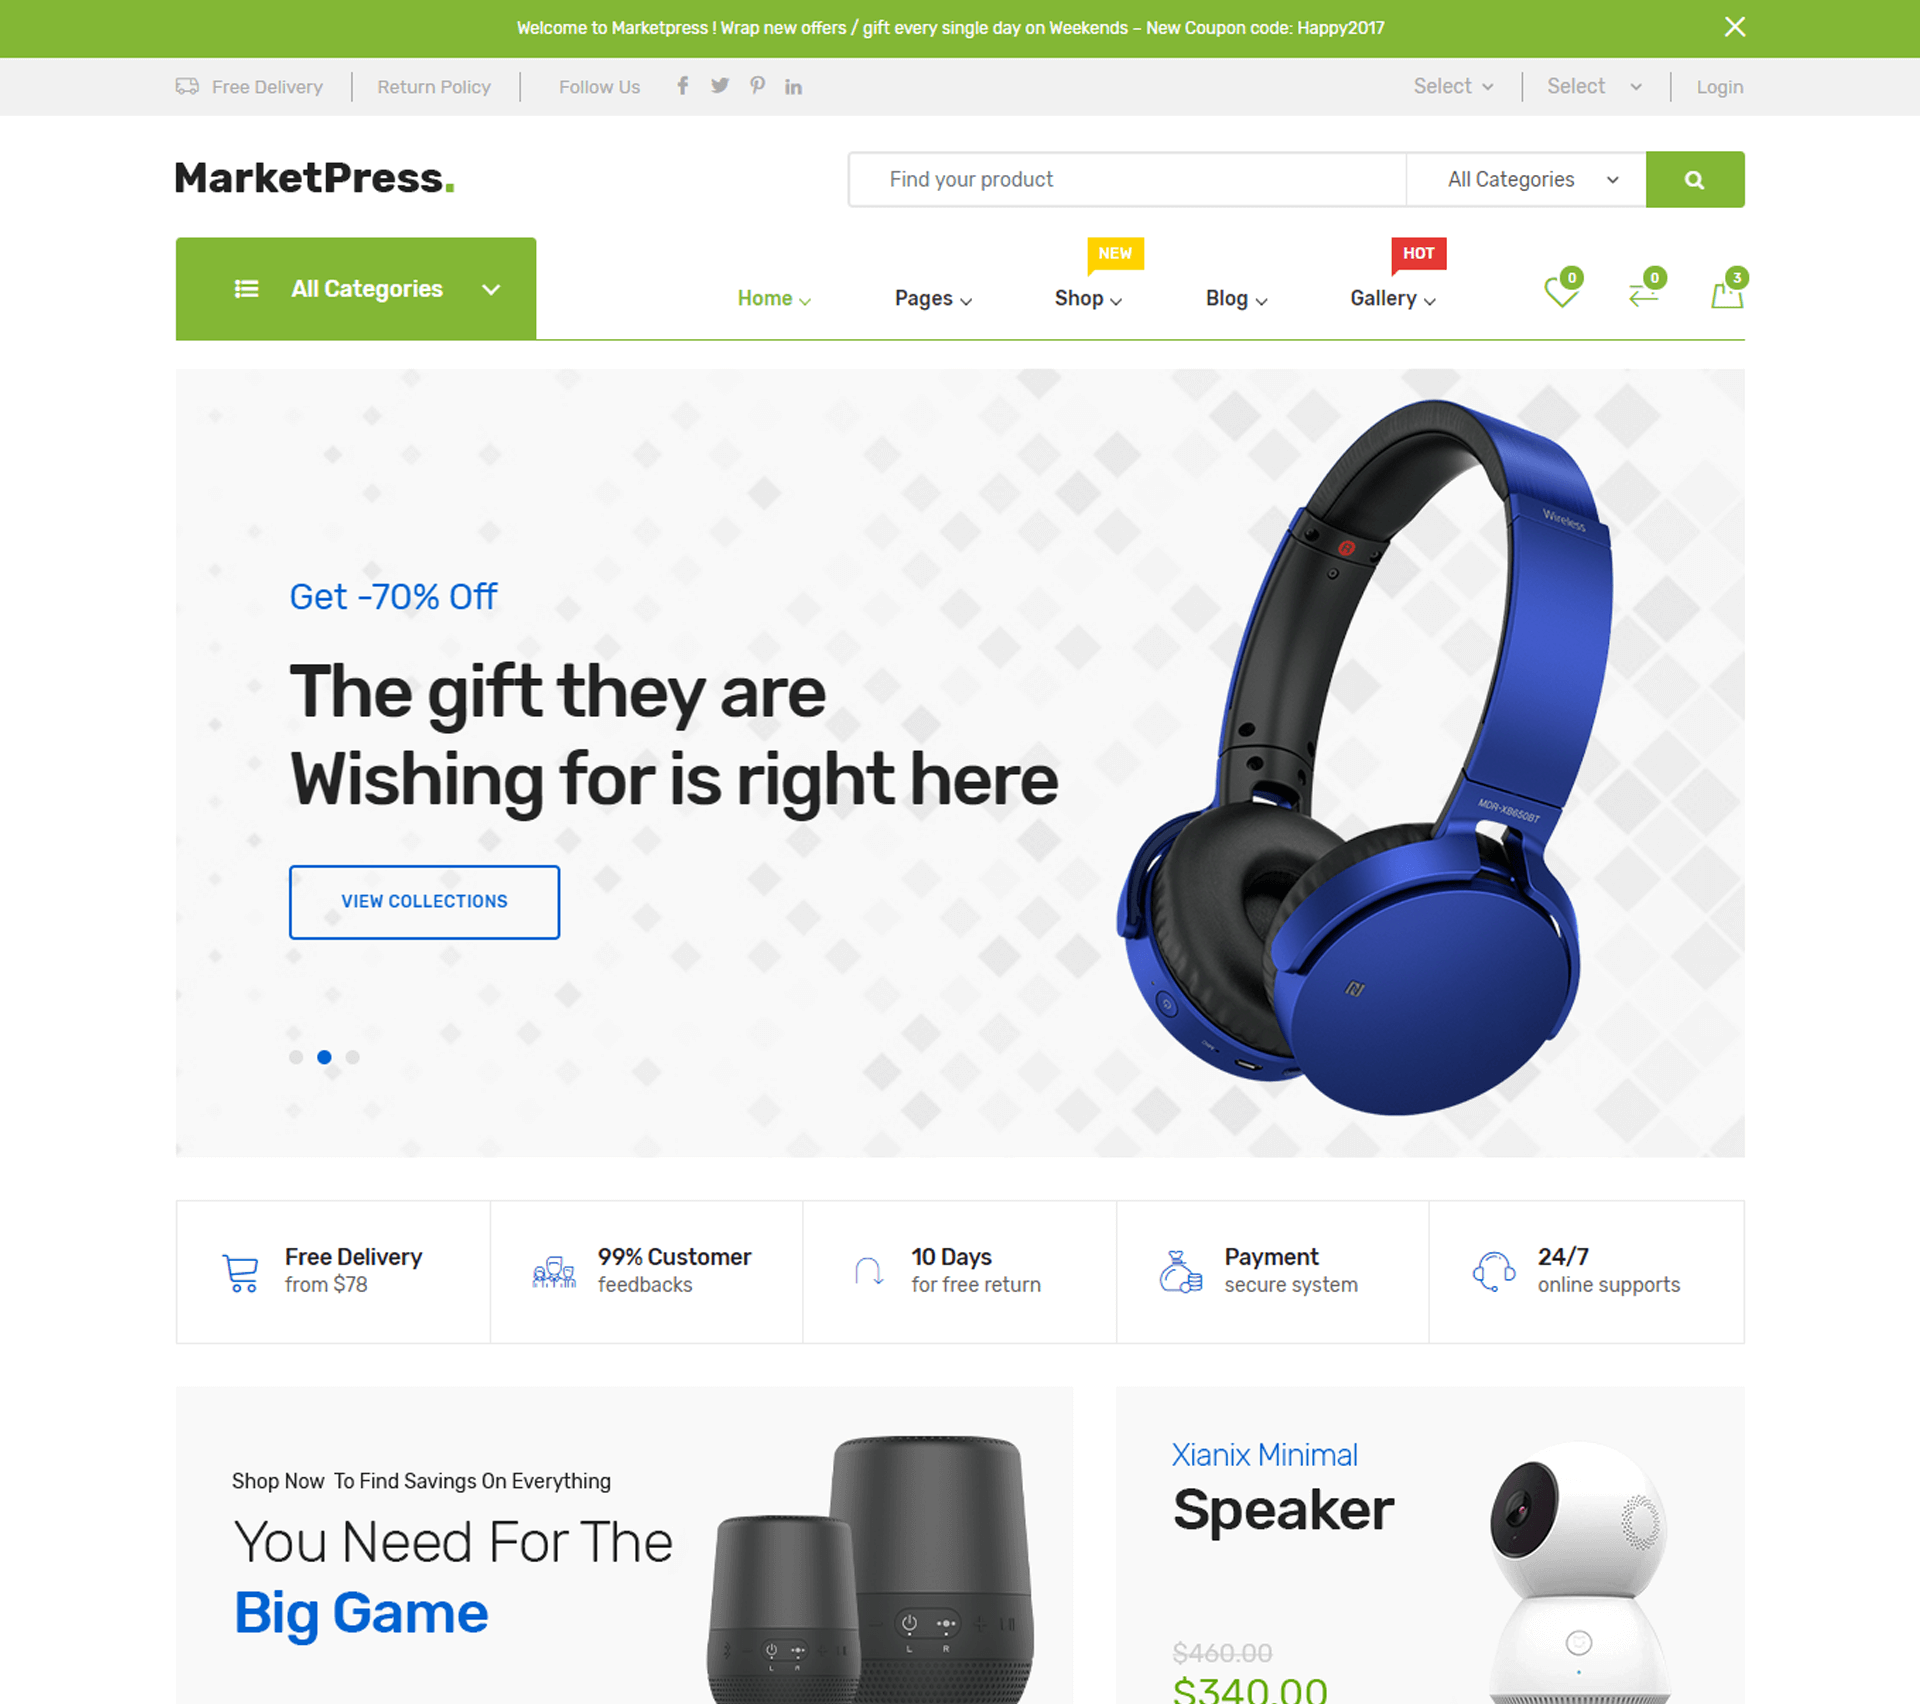 Welcome to Marketpress ! Wrap new offers / gift every single day on Weekends – New Coupon code: Happy2017
Free Delivery Return Policy Follow Us Select Select Login
MarketPress.
Find your product All Categories
All Categories
NEW HOT
Home Pages Shop Blog Gallery 0 0 3
Wireless
Get -70% Off
The gift they are
Wishing for is right here
MDR-XB650BT
VIEW COLLECTIONS
Free Delivery
from $78
99% Customer
feedbacks
10 Days
for free return
Payment
secure system
24/7
online supports
Shop Now To Find Savings On Everything
You Need For The
Big Game
L R
L R
Xianix Minimal
Speaker
$460.00
$340.00